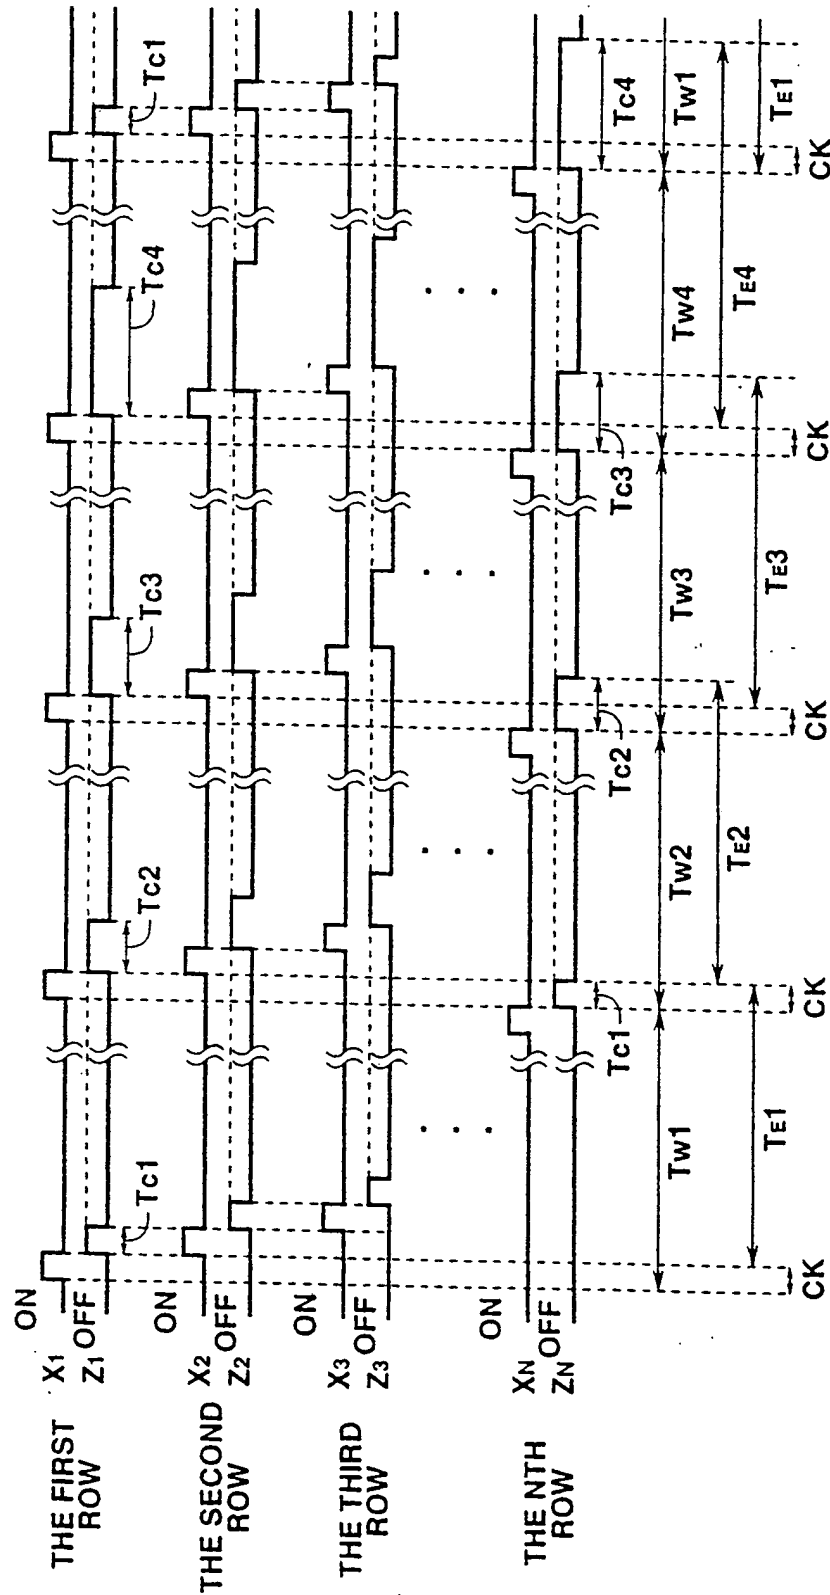 THE FIRST
ROW
X1
Z1
ON
OFF
Tc1
Tc2
Tc3
Tc4
Tc1
THE SECOND
ROW
X2
Z2
ON
OFF
THE THIRD
ROW
X3
Z3
ON
OFF
. . .
. . .
. . .
. . .
THE NTH
ROW
XN
ZN
ON
OFF
Tc1
Tc2
Tc3
Tc4
Tw1
Tw2
Tw3
Tw4
Tw1
TE2
TE4
TE1
TE3
TE1
CK
CK
CK
CK
CK